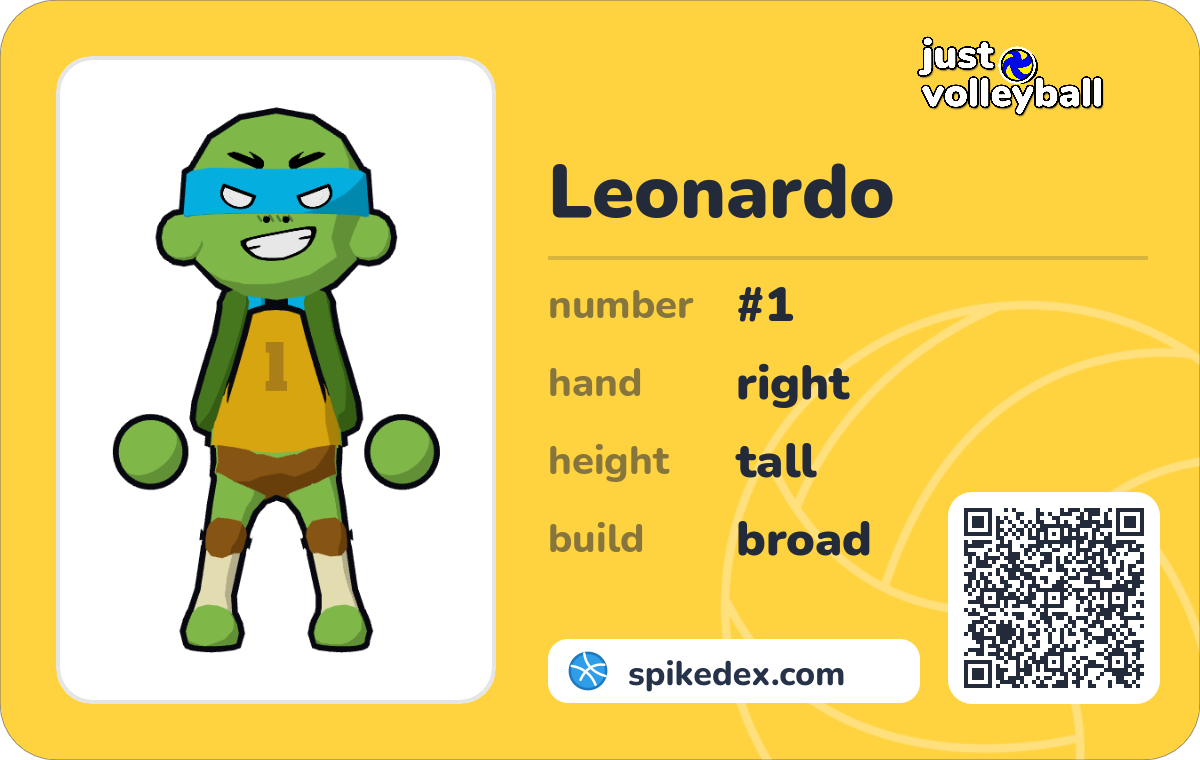 just
volleyball
Leonardo
number #1
hand right
height tall
build broad
1
spikedex.com